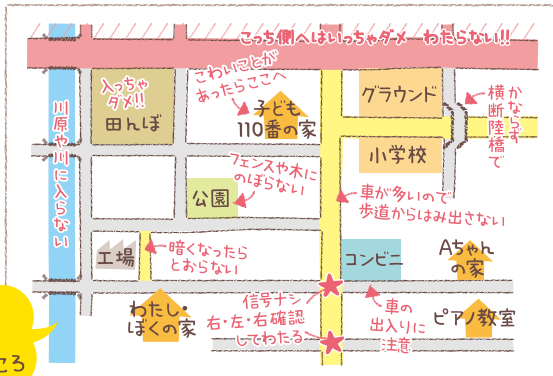 こっち側へはいっちゃダメ わたらない!!
こわいことが
あったらここへ
入っちゃ
ダメ!!
田んぼ
子ども
110番の家
グラウンド
かならず
横断陸橋で
小学校
川原や川に入らない
フェンスや木に
のぼらない
公園
車が多いので
歩道からはみ出さない
工場
暗くなったら
とおらない
コンビニ
Aちゃん
の家
わたし・
ぼくの家
信号ナシ
右・左・右確認
してわたる
車の
出入りに
注意
ピアノ教室
ころ